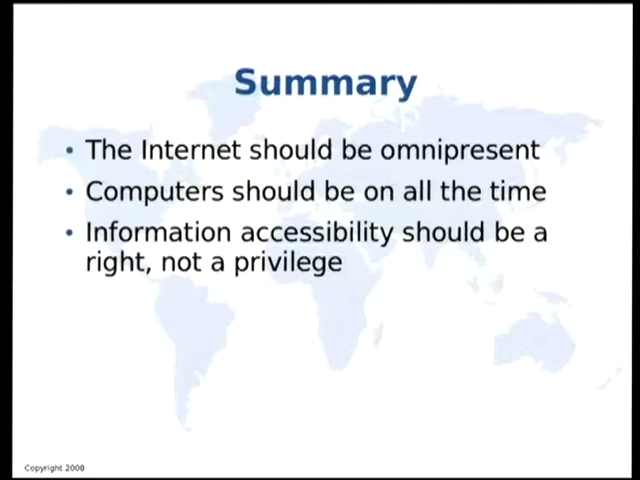 Summary
• The Internet should be omnipresent
• Computers should be on all the time
• Information accessibility should be a
right, not a privilege
Copyright 2008